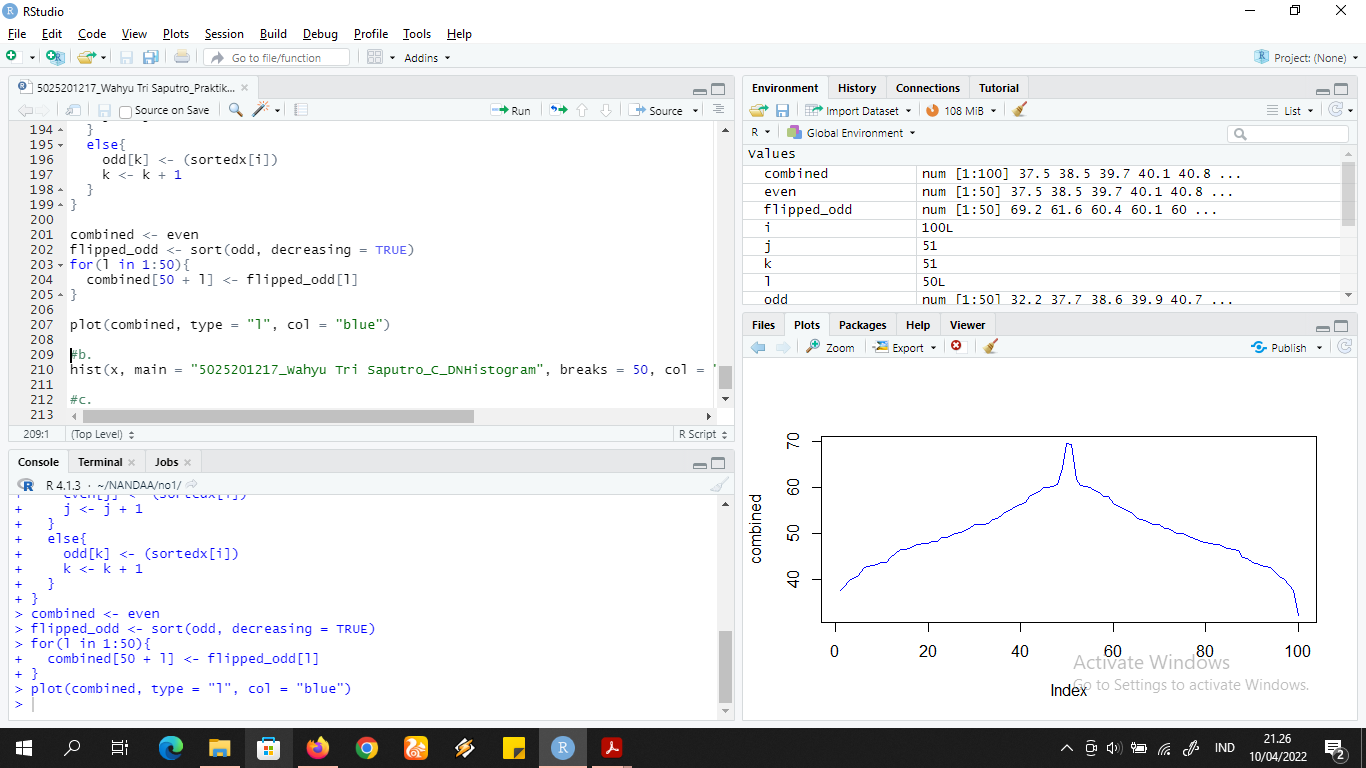 RStudio
File Edit Code View Plots Session Build Debug Profile Tools Help
Go to file/function Addins Project: (None)
5025201217_Wahyu Tri Saputro_Praktik...
Source on Save Run Source
194 }
195 else{
196 odd[k] <- (sortedx[i])
197 k <- k + 1
198 }
199 }
200
201 combined <- even
202 flipped_odd <- sort(odd, decreasing = TRUE)
203 for(l in 1:50){
204 combined[50 + l] <- flipped_odd[l]
205 }
206
207 plot(combined, type = "l", col = "blue")
208
209 #b.
210 hist(x, main = "5025201217_Wahyu Tri Saputro_C_DNHistogram", breaks = 50, col = "
211
212 #c.
213
209:1 (Top Level) R Script
Console Terminal Jobs
R 4.1.3 · ~/NANDAA/no1/
+ even[j] <- (sortedx[i])
+ j <- j + 1
+ }
+ else{
+ odd[k] <- (sortedx[i])
+ k <- k + 1
+ }
+ }
> combined <- even
> flipped_odd <- sort(odd, decreasing = TRUE)
> for(l in 1:50){
+ combined[50 + l] <- flipped_odd[l]
+ }
> plot(combined, type = "l", col = "blue")
>
Environment History Connections Tutorial
Import Dataset 108 MiB List
R Global Environment
Values
combined num [1:100] 37.5 38.5 39.7 40.1 40.8 ...
even num [1:50] 37.5 38.5 39.7 40.1 40.8 ...
flipped_odd num [1:50] 69.2 61.6 60.4 60.1 60 ...
i 100L
j 51
k 51
l 50L
odd num [1:50] 32.2 37.7 38.6 39.9 40.7 ...
Files Plots Packages Help Viewer
Zoom Export Publish
combined
70
60
50
40
0 20 40 60 80 100
Index
Activate Windows
Go to Settings to activate Windows.
IND
21.26
10/04/2022
2